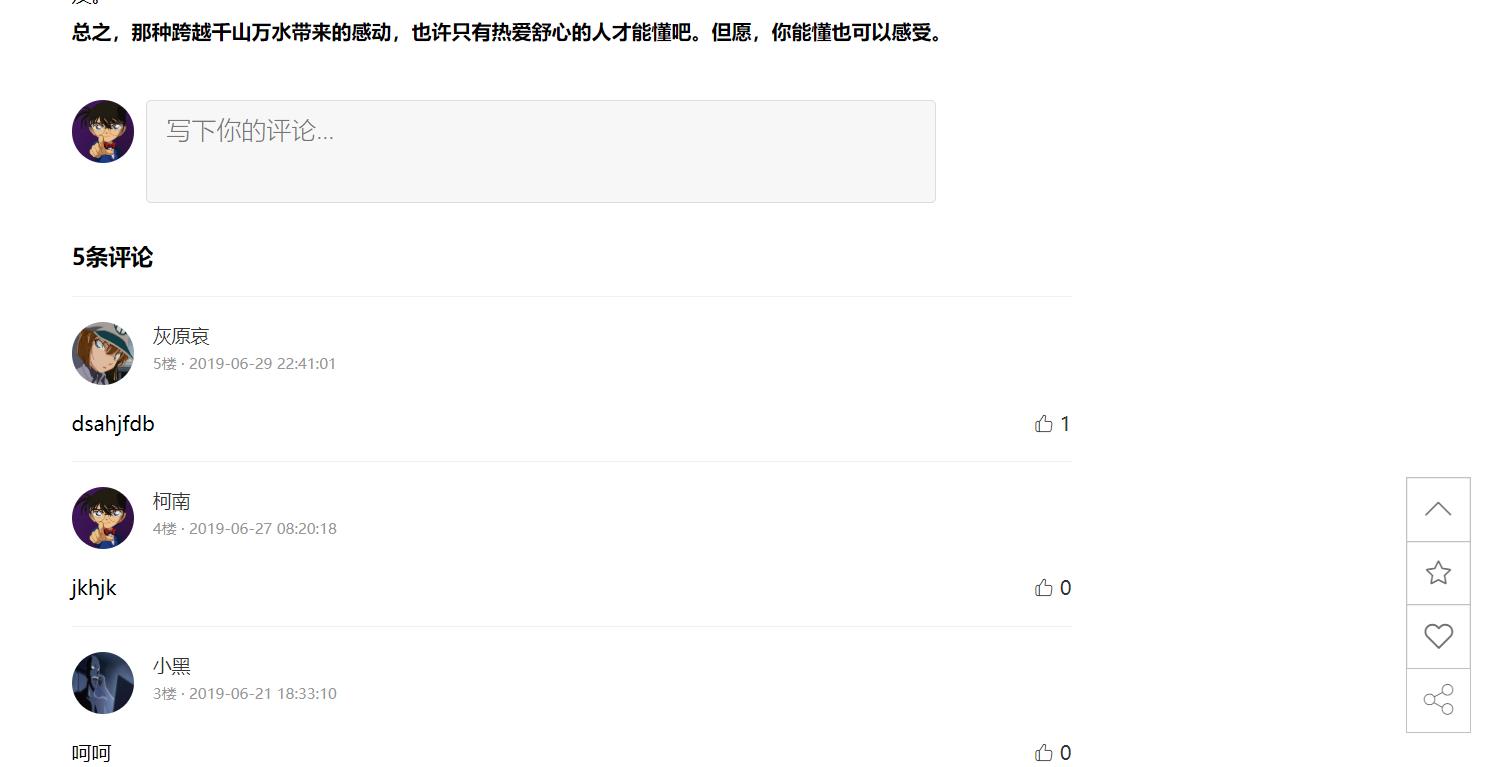 总之，那种跨越千山万水带来的感动，也许只有热爱舒心的人才能懂吧。但愿，你能懂也可以感受。
写下你的评论...
5条评论
灰原哀
5楼 · 2019-06-29 22:41:01
dsahjfdb
1
柯南
4楼 · 2019-06-27 08:20:18
jkhjk
0
小黑
3楼 · 2019-06-21 18:33:10
呵呵
0